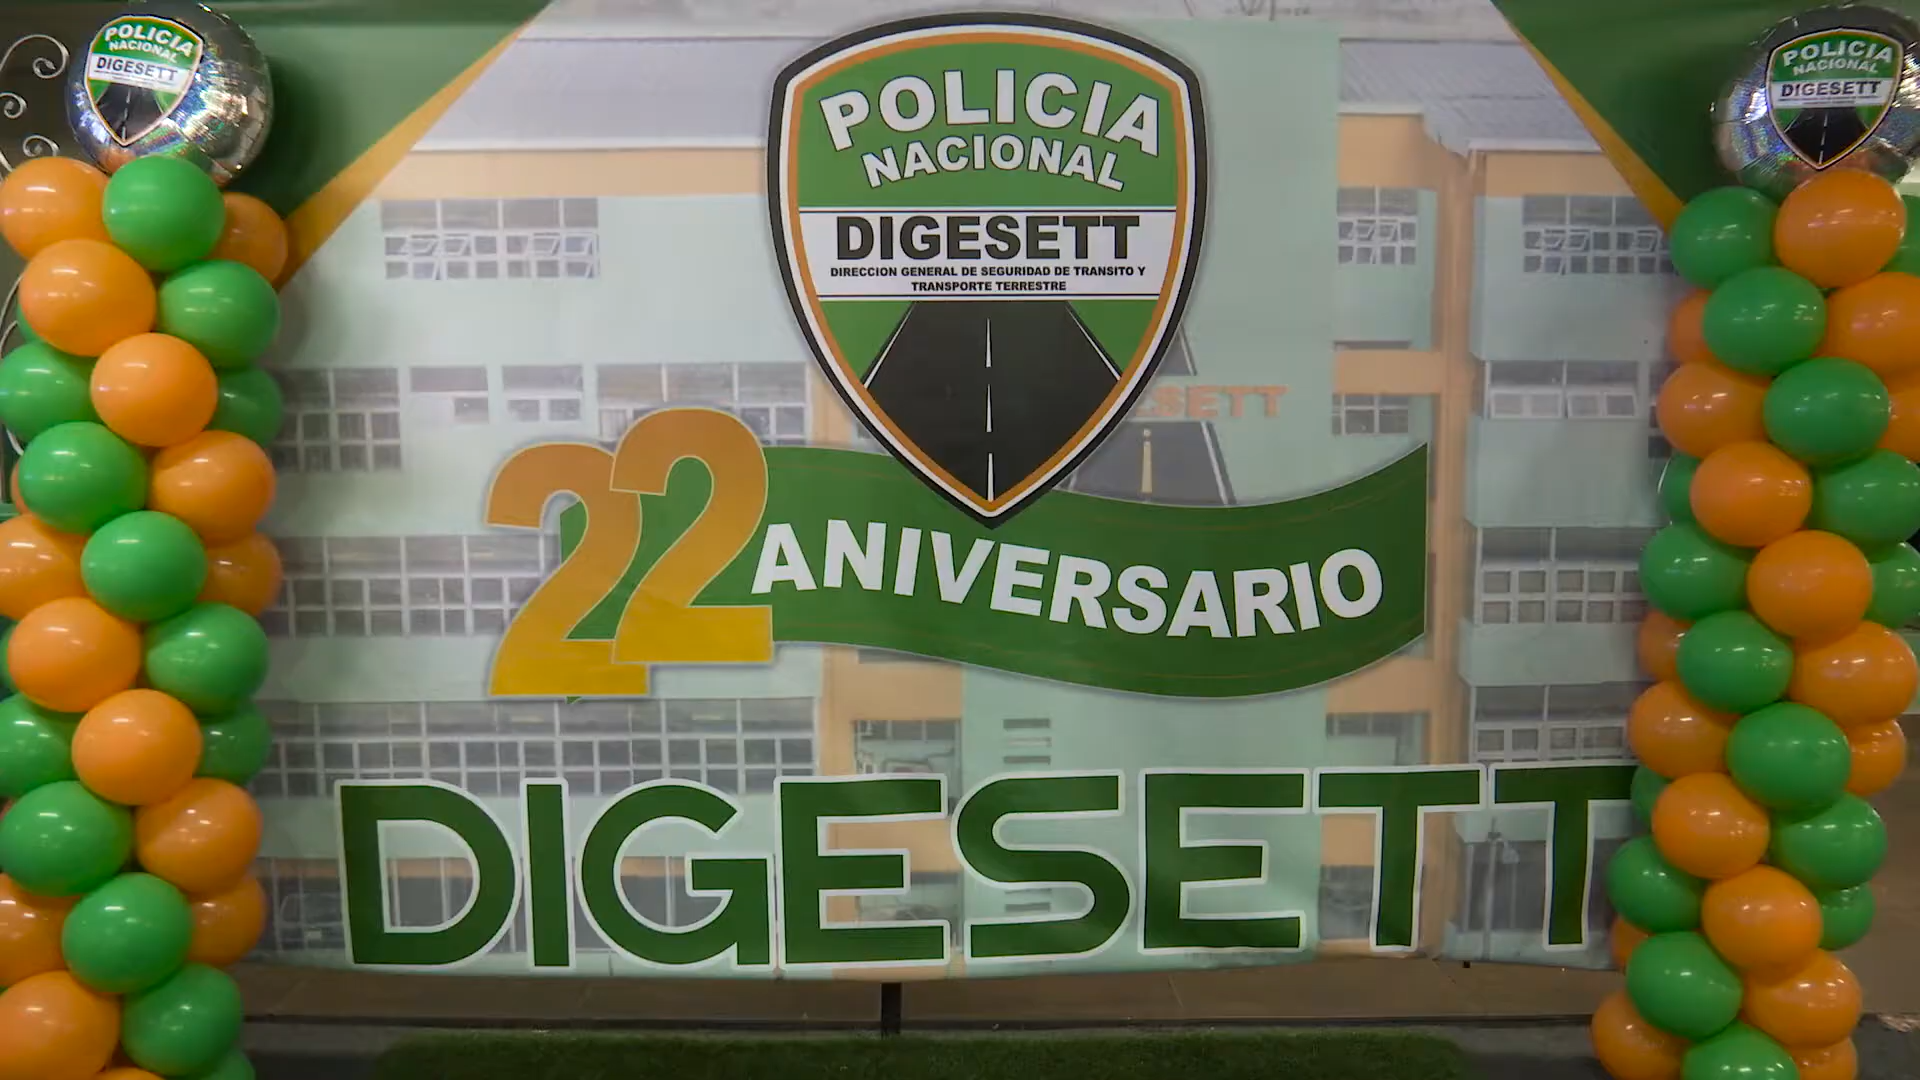 POLICIA
NACIONAL
DIGESETT
POLICIA
NACIONAL
DIGESETT
DIRECCION GENERAL DE SEGURIDAD DE TRANSITO Y
TRANSPORTE TERRESTRE
POLICIA
NACIONAL
DIGESETT
ESETT
22 ANIVERSARIO
DIGESETT